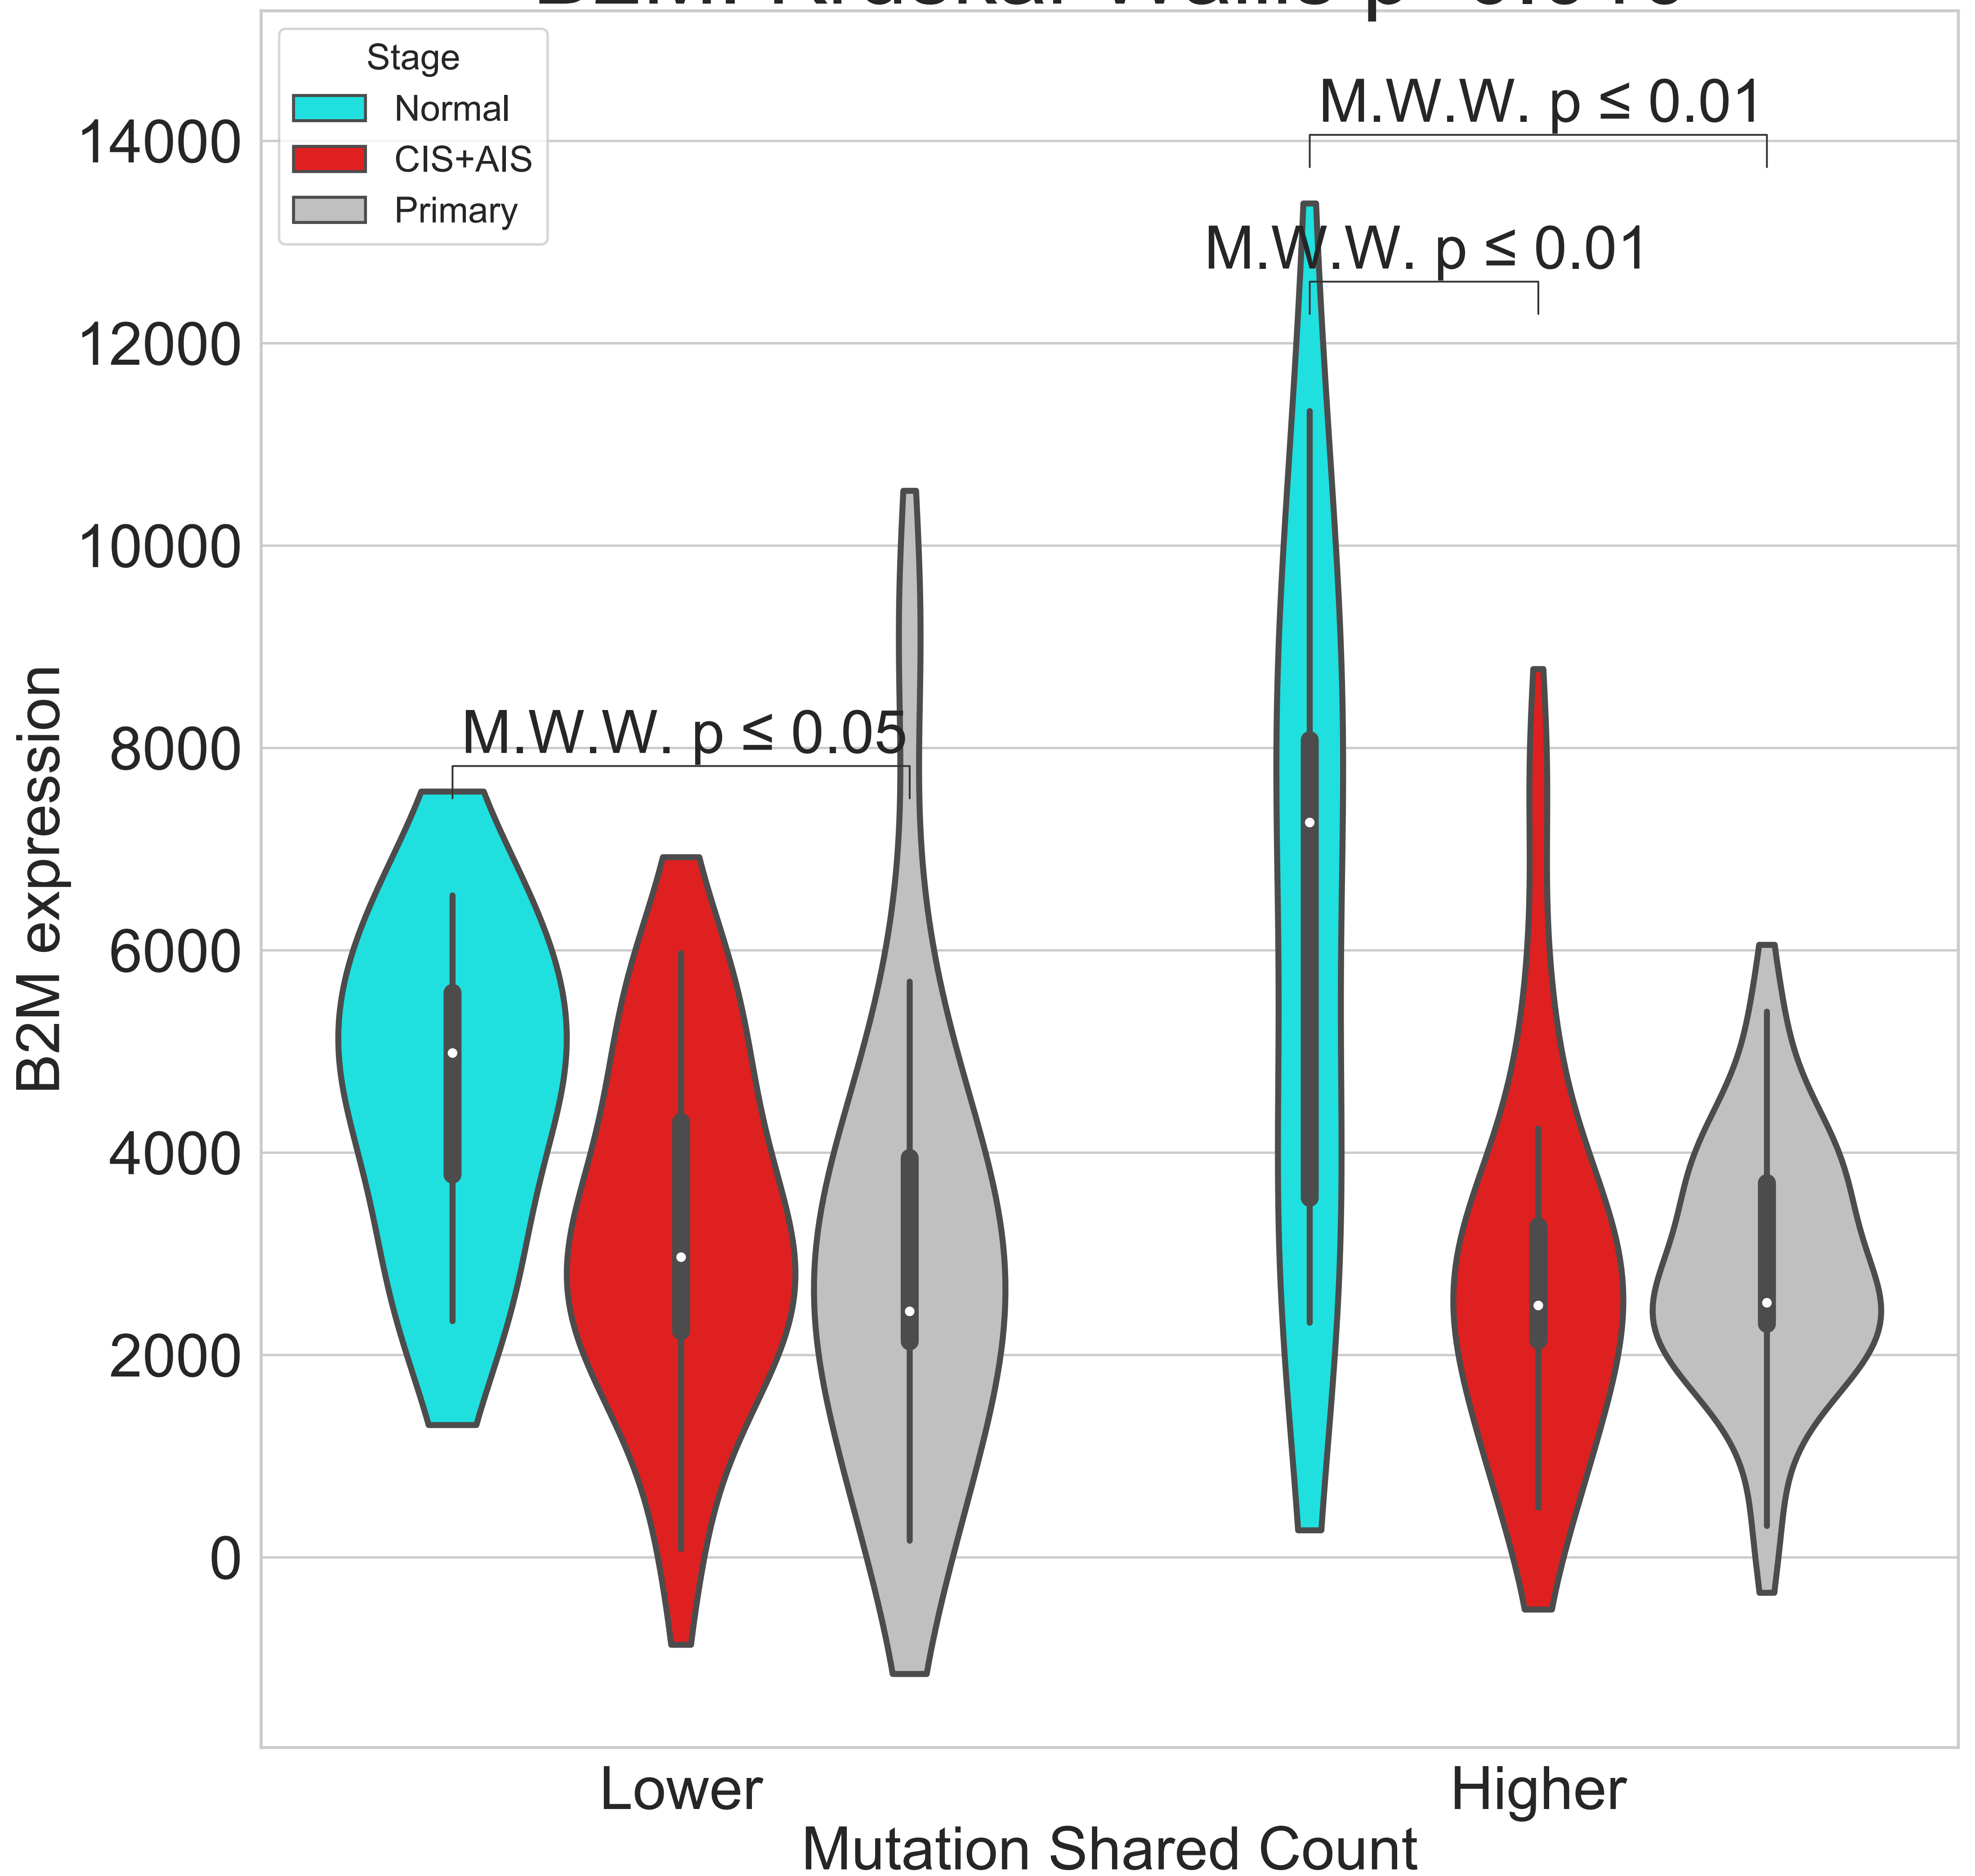 Stage
Normal
CIS+AIS
Primary
M.W.W. p ≤ 0.01
M.W.W. p ≤ 0.01
M.W.W. p ≤ 0.05
14000
12000
10000
8000
6000
4000
2000
0
B2M expression
Lower
Higher
Mutation Shared Count